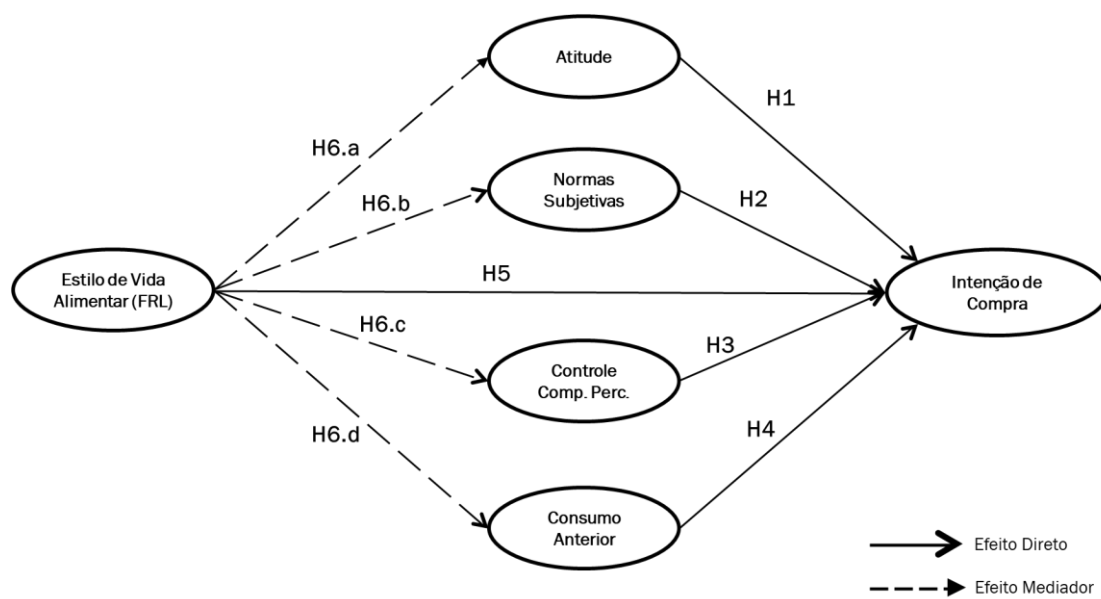 Atitude
H1
H6.a
Normas
Subjetivas
H6.b
H2
Estilo de Vida
Alimentar (FRL)
H5
Intenção de
Compra
H6.c
H3
Controle
Comp. Perc.
H6.d
H4
Consumo
Anterior
Efeito Direto
Efeito Mediador